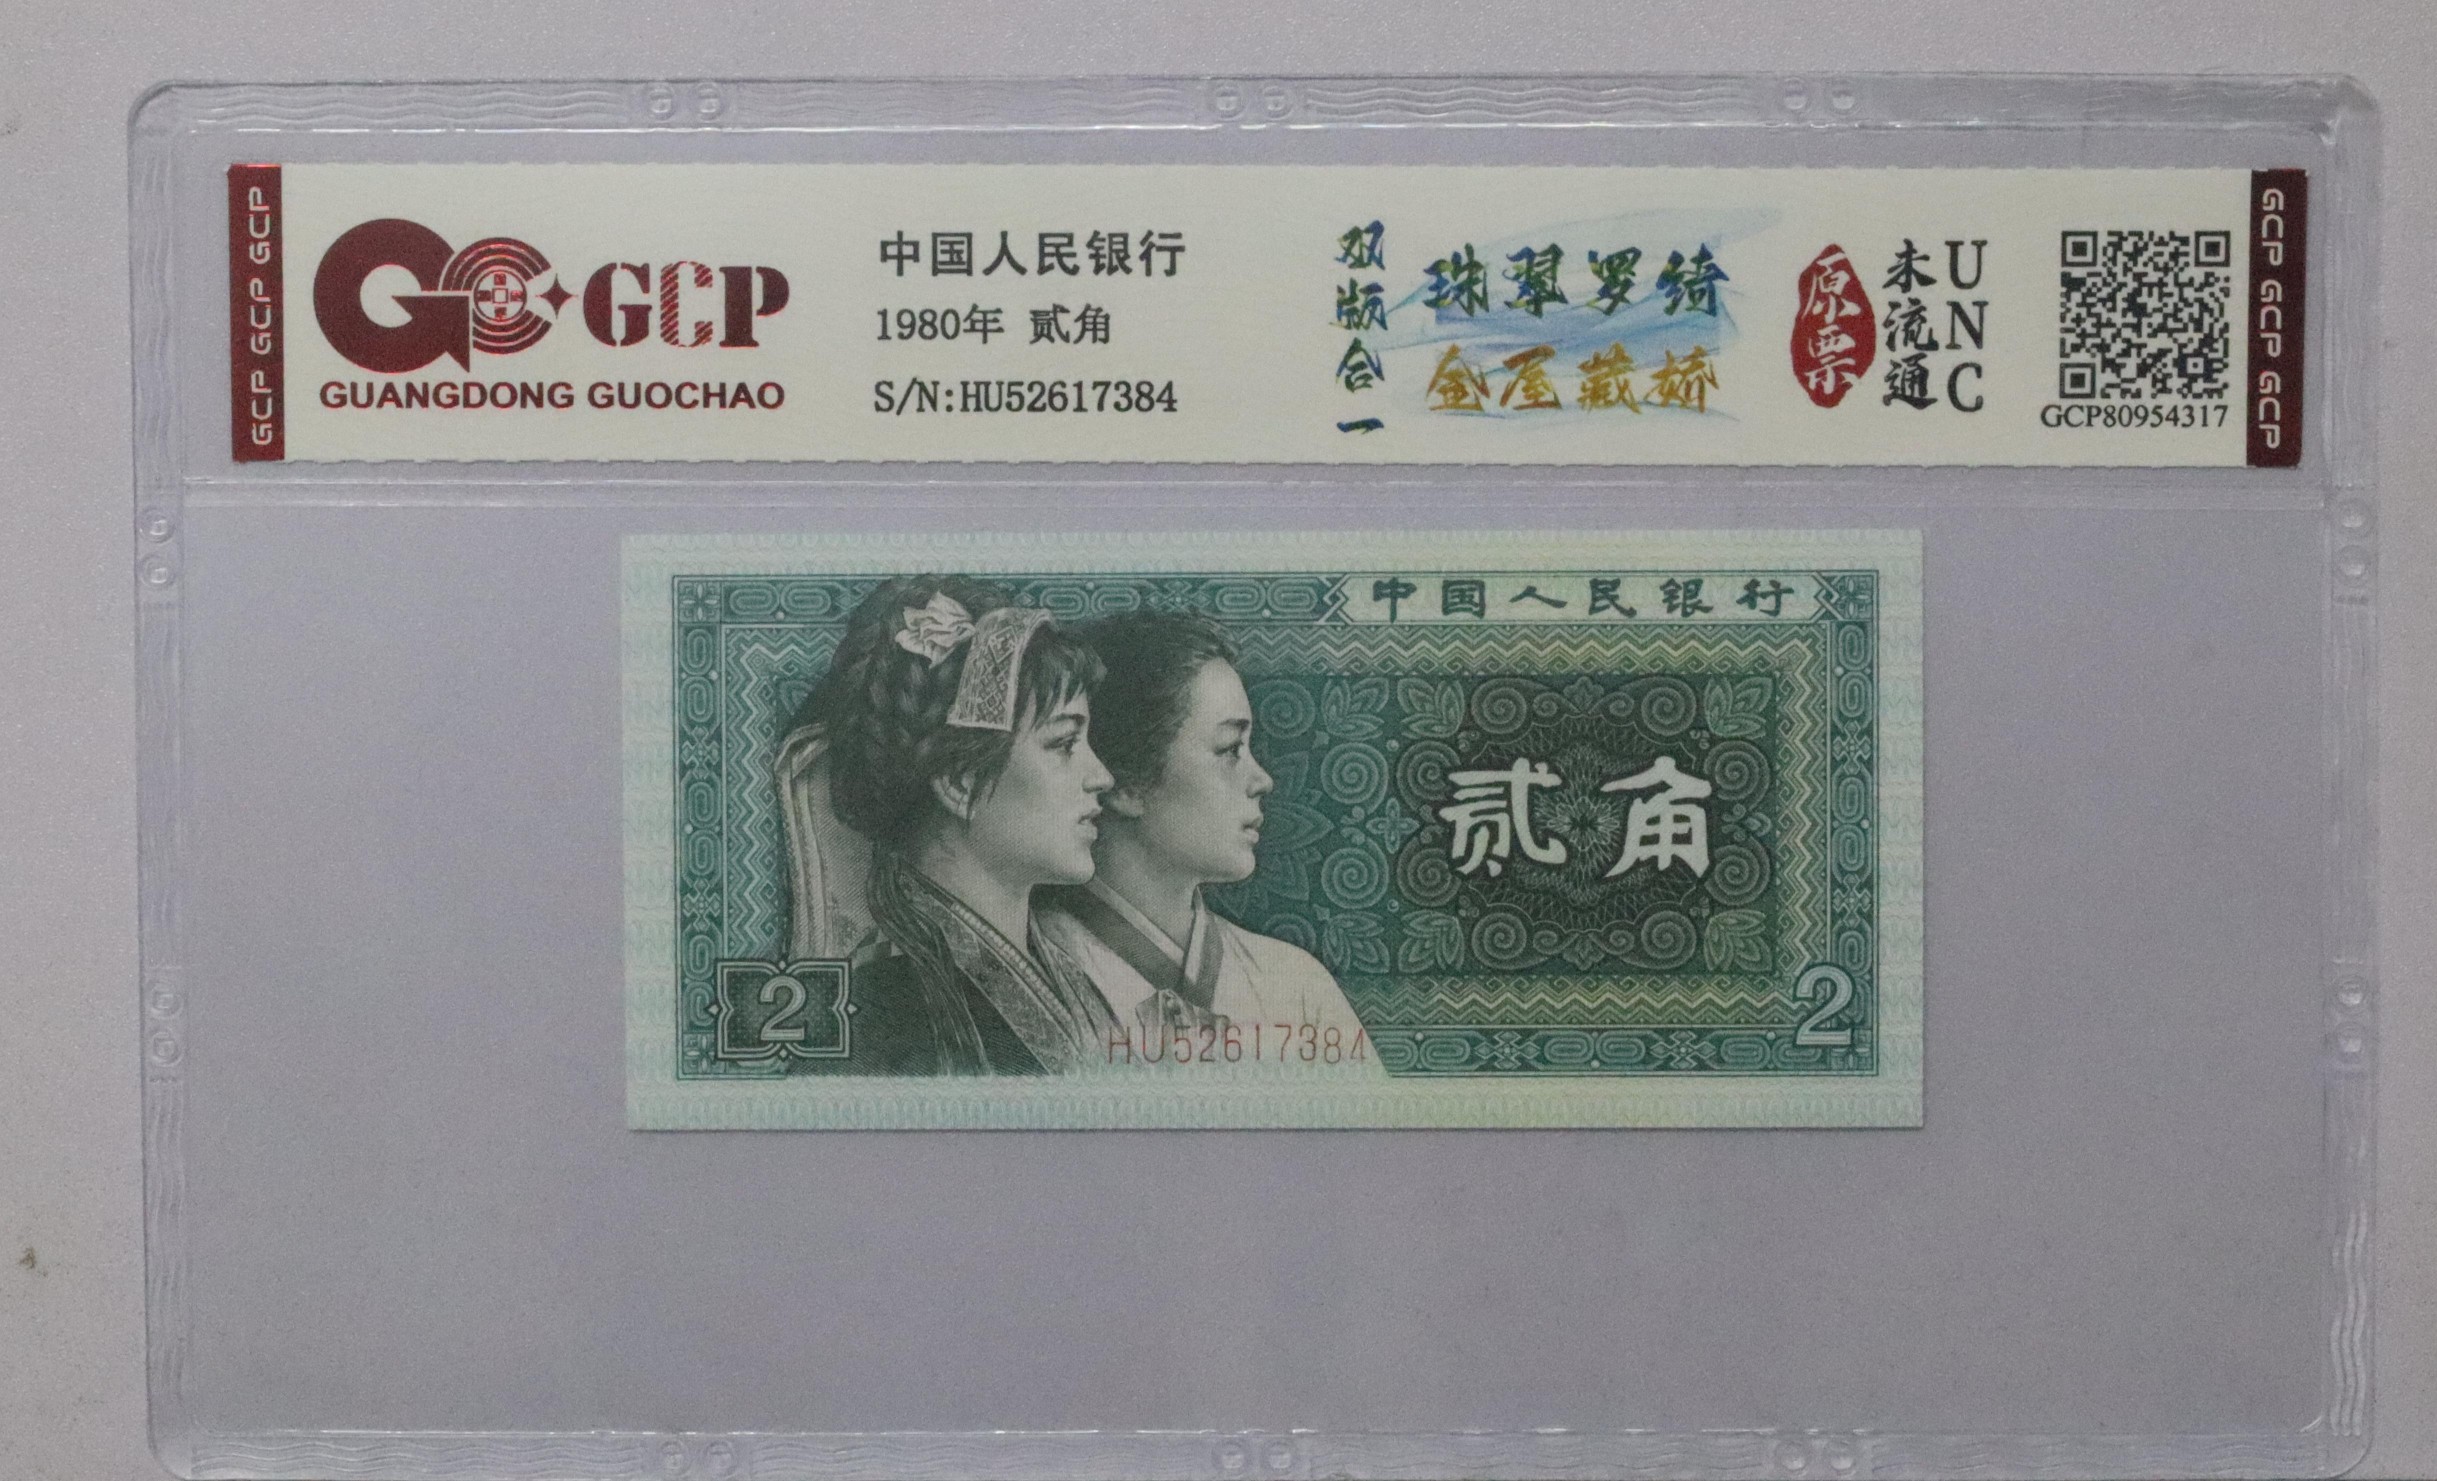 GCP GCP GCP
GCP
GUANGDONG GUOCHAO
中国人民银行
1980年 贰角
S/N:HU52617384
双版合一
珠翠罗绮
金屋藏娇
原票
未流通
UNC
GCP80954317
GCP GCP GCP
中国人民银行
贰角
2
2
HU52617384